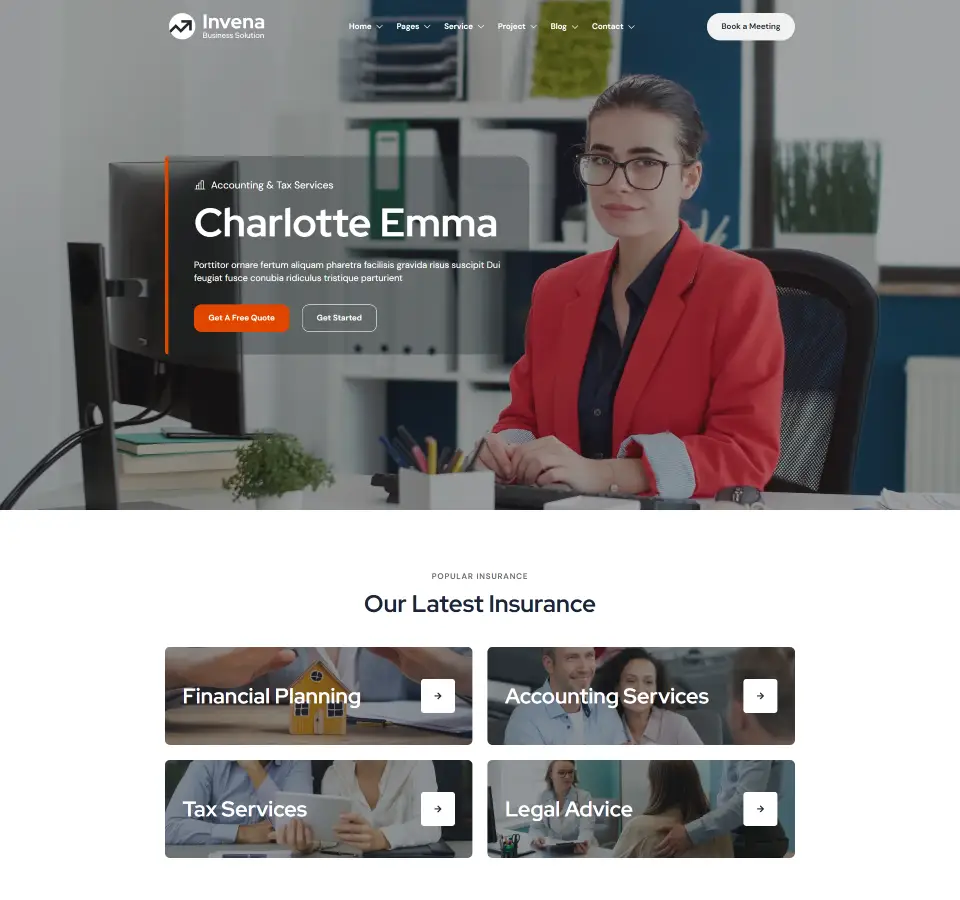 Invena
Business Solution
Home
Pages
Service
Project
Blog
Contact
Book a Meeting
Accounting & Tax Services
Charlotte Emma
Porttitor ornare fertum aliquam pharetra facilisis gravida risus suscipit Dui
feugiat fusce conubia ridiculus tristique parturient
Get A Free Quote
Get Started
POPULAR INSURANCE
Our Latest Insurance
Financial Planning
Accounting Services
Tax Services
Legal Advice